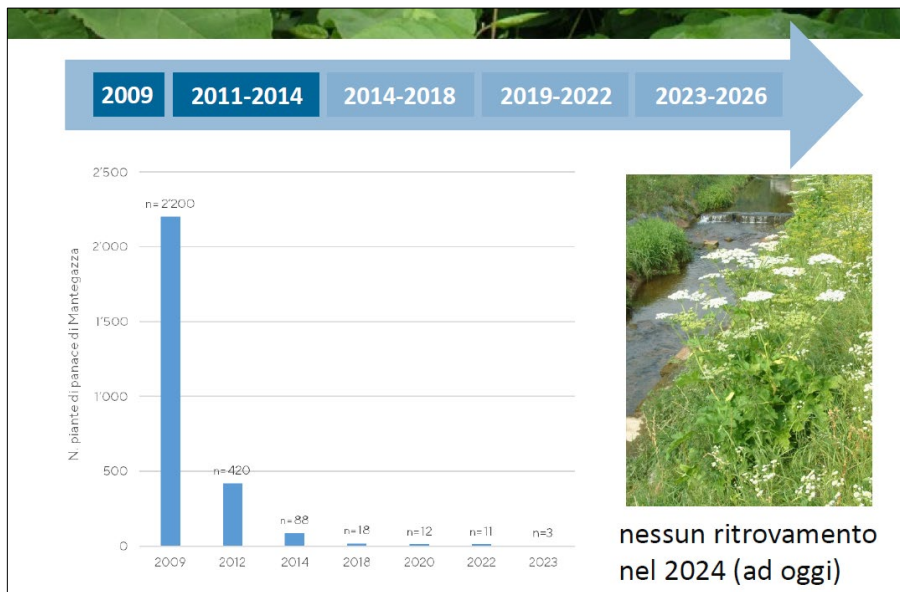 2009 2011-2014 2014-2018 2019-2022 2023-2026
N. piante di panace di Mantegazza
2'500
2'000
1'500
1'000
500
0
n=2'200
n=420
n=88
n=18
n=12
n=11
n=3
2009 2012 2014 2018 2020 2022 2023
nessun ritrovamento
nel 2024 (ad oggi)